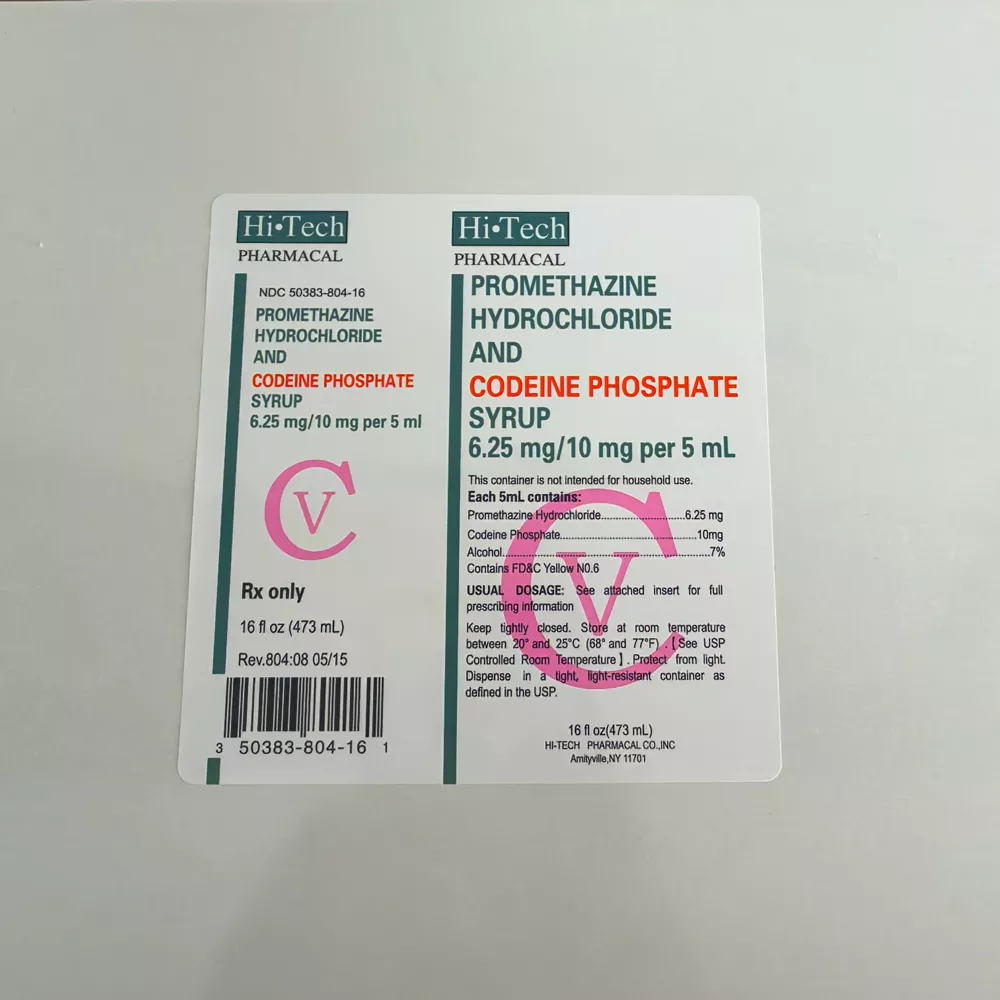 Hi•Tech
PHARMACAL
NDC 50383-804-16
PROMETHAZINE
HYDROCHLORIDE
AND
CODEINE PHOSPHATE
SYRUP
6.25 mg/10 mg per 5 ml
CV
Rx only
16 fl oz (473 mL)
Rev.804:08 05/15
3 50383-804-16 1
Hi•Tech
PHARMACAL
PROMETHAZINE
HYDROCHLORIDE
AND
CODEINE PHOSPHATE
SYRUP
6.25 mg/10 mg per 5 mL
This container is not intended for household use.
Each 5mL contains:
Promethazine Hydrochloride......................6.25 mg
Codeine Phosphate....................................10mg
Alcohol......................................................7%
Contains FD&C Yellow N0.6
CV
USUAL DOSAGE: See attached insert for full
prescribing information
Keep tightly closed. Store at room temperature
between 20° and 25°C (68° and 77°F) .【See USP
Controlled Room Temperature】. Protect from light.
Dispense in a tight, light-resistant container as
defined in the USP.
16 fl oz(473 mL)
HI-TECH PHARMACAL CO.,INC
Amityville,NY 11701